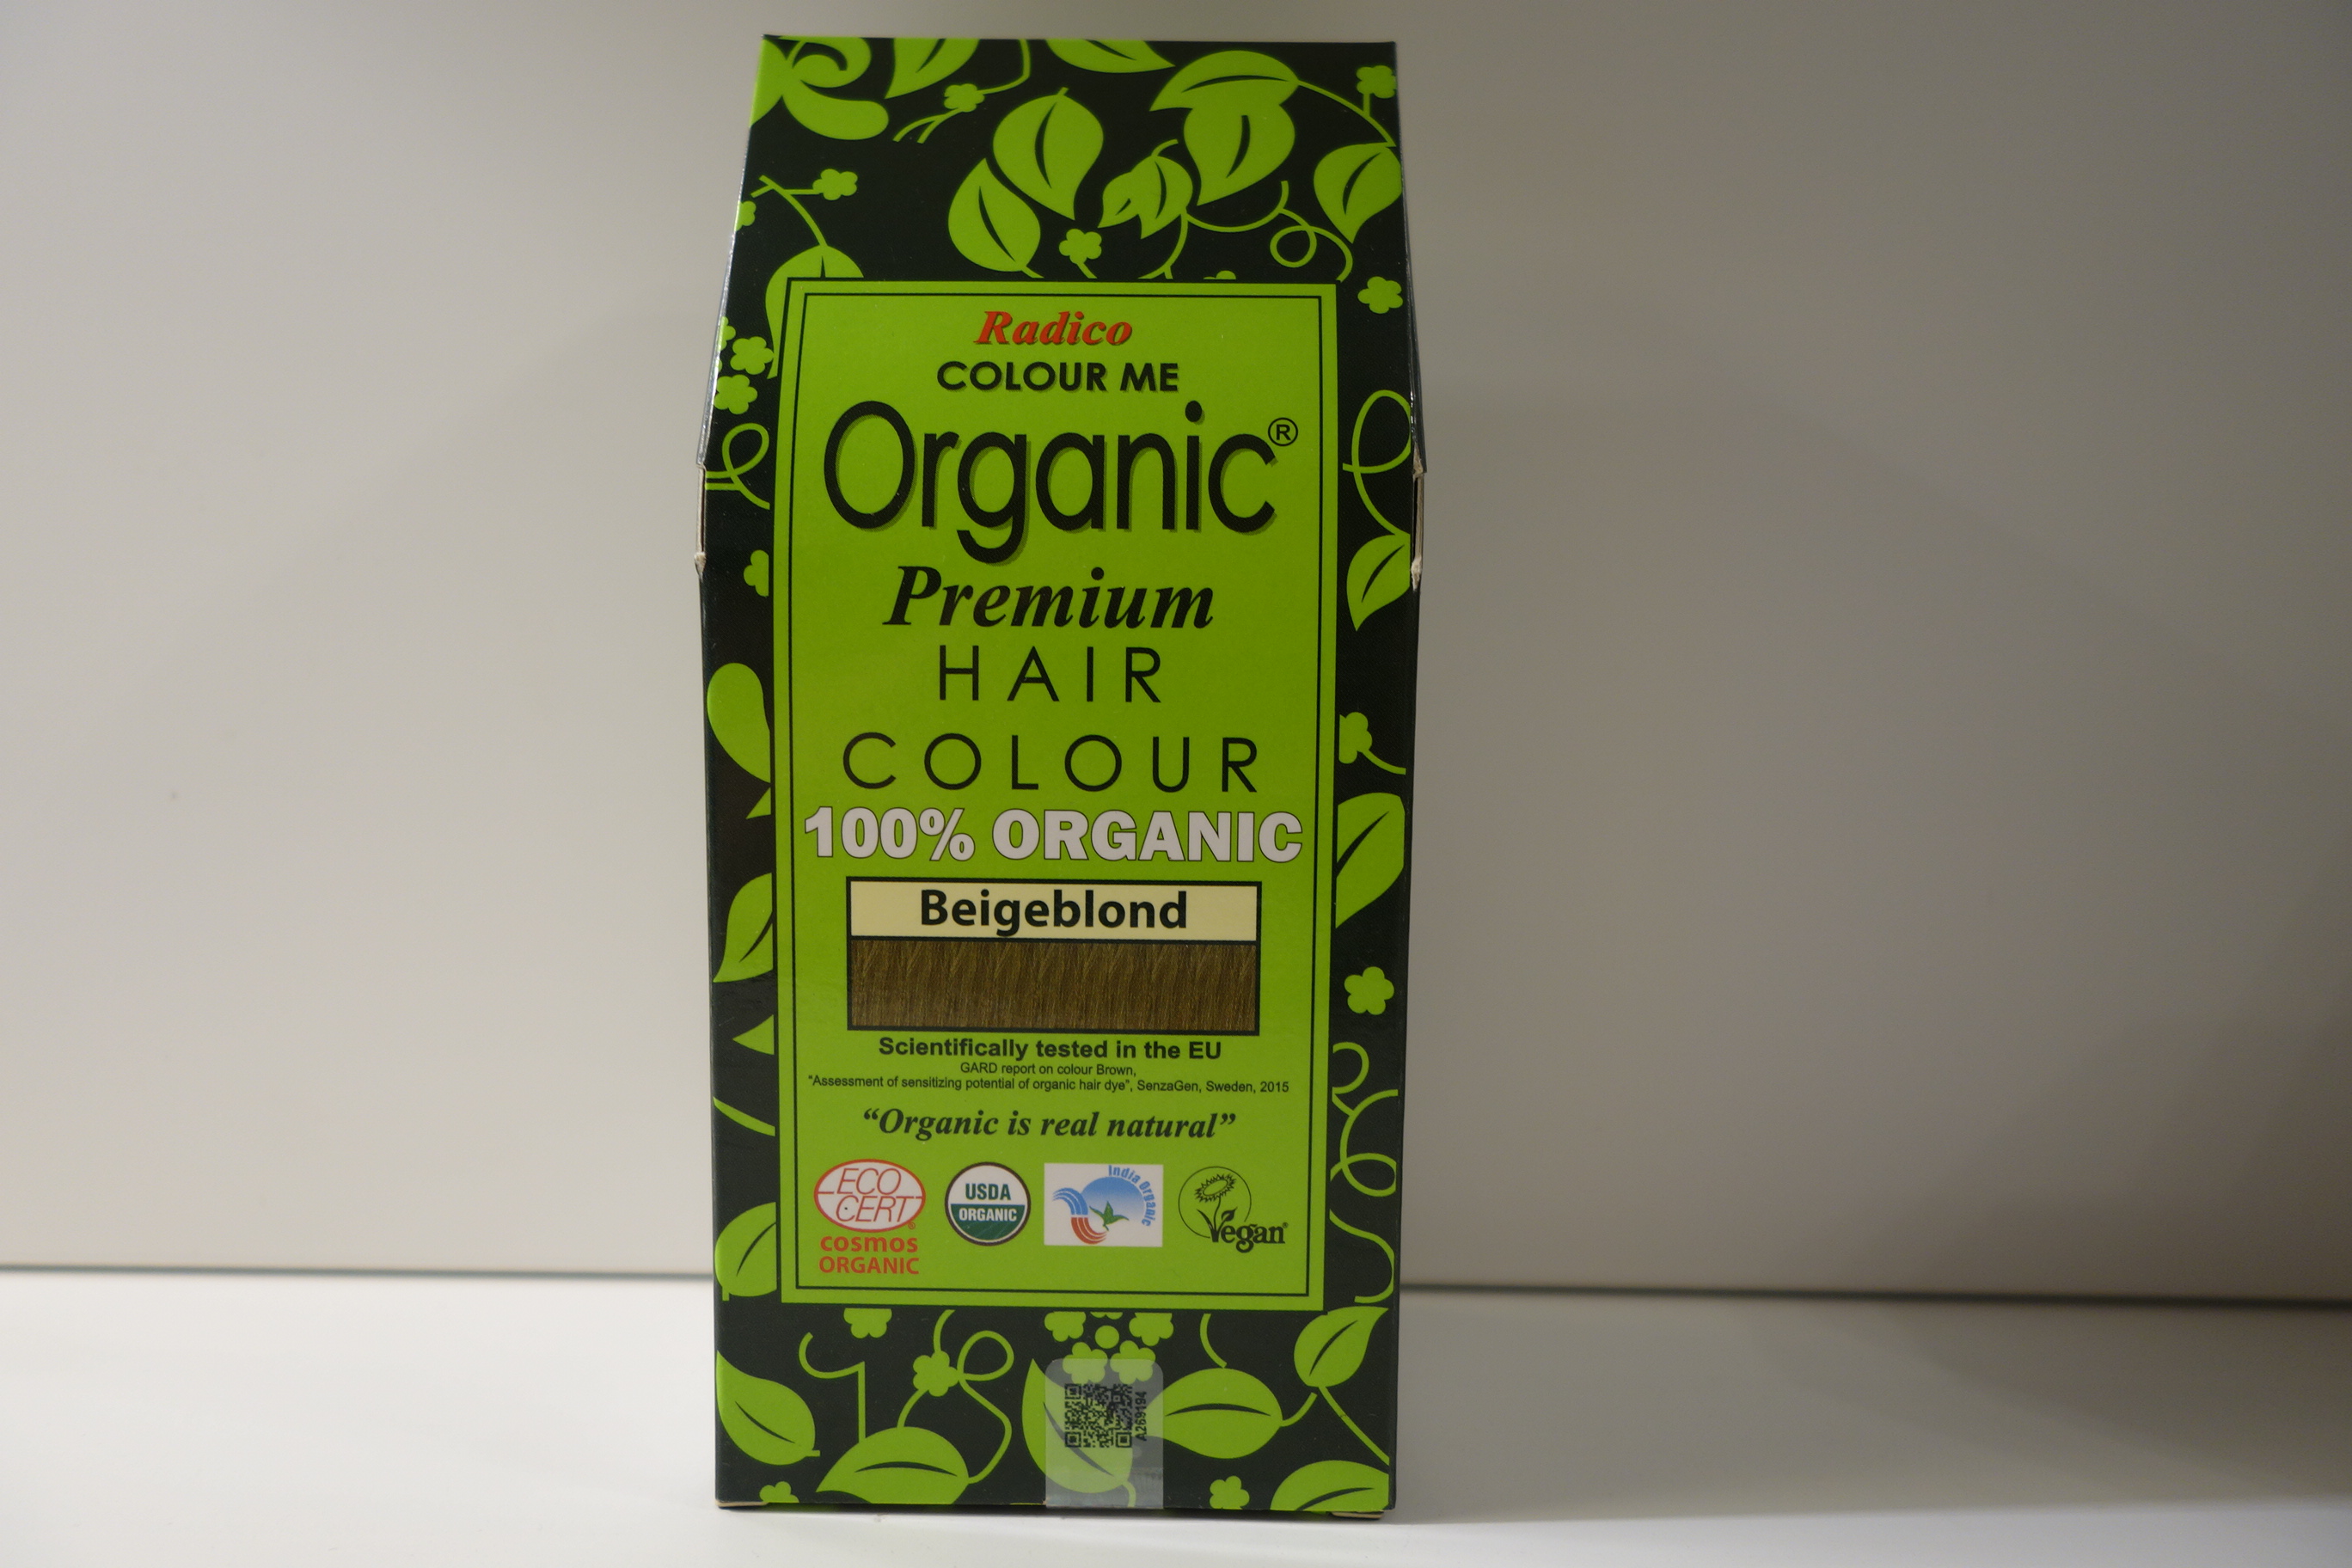 Radico
COLOUR ME
Organic®
Premium
HAIR
COLOUR
100% ORGANIC
Beigeblond
Scientifically tested in the EU
GARD report on colour Brown,
"Assessment of sensitizing potential of organic hair dye", SenzaGen, Sweden, 2015
“Organic is real natural”
ECO
CERT®
COSMOS
ORGANIC
USDA
ORGANIC
India Organic
Vegan®
A269194